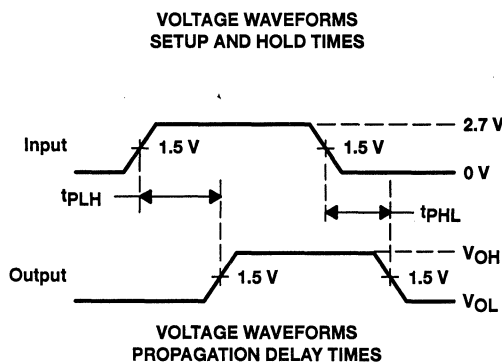 VOLTAGE WAVEFORMS
SETUP AND HOLD TIMES
2.7 V
Input
1.5 V
1.5 V
0 V
tPLH
tPHL
VOH
Output
1.5 V
1.5 V
VOL
VOLTAGE WAVEFORMS
PROPAGATION DELAY TIMES